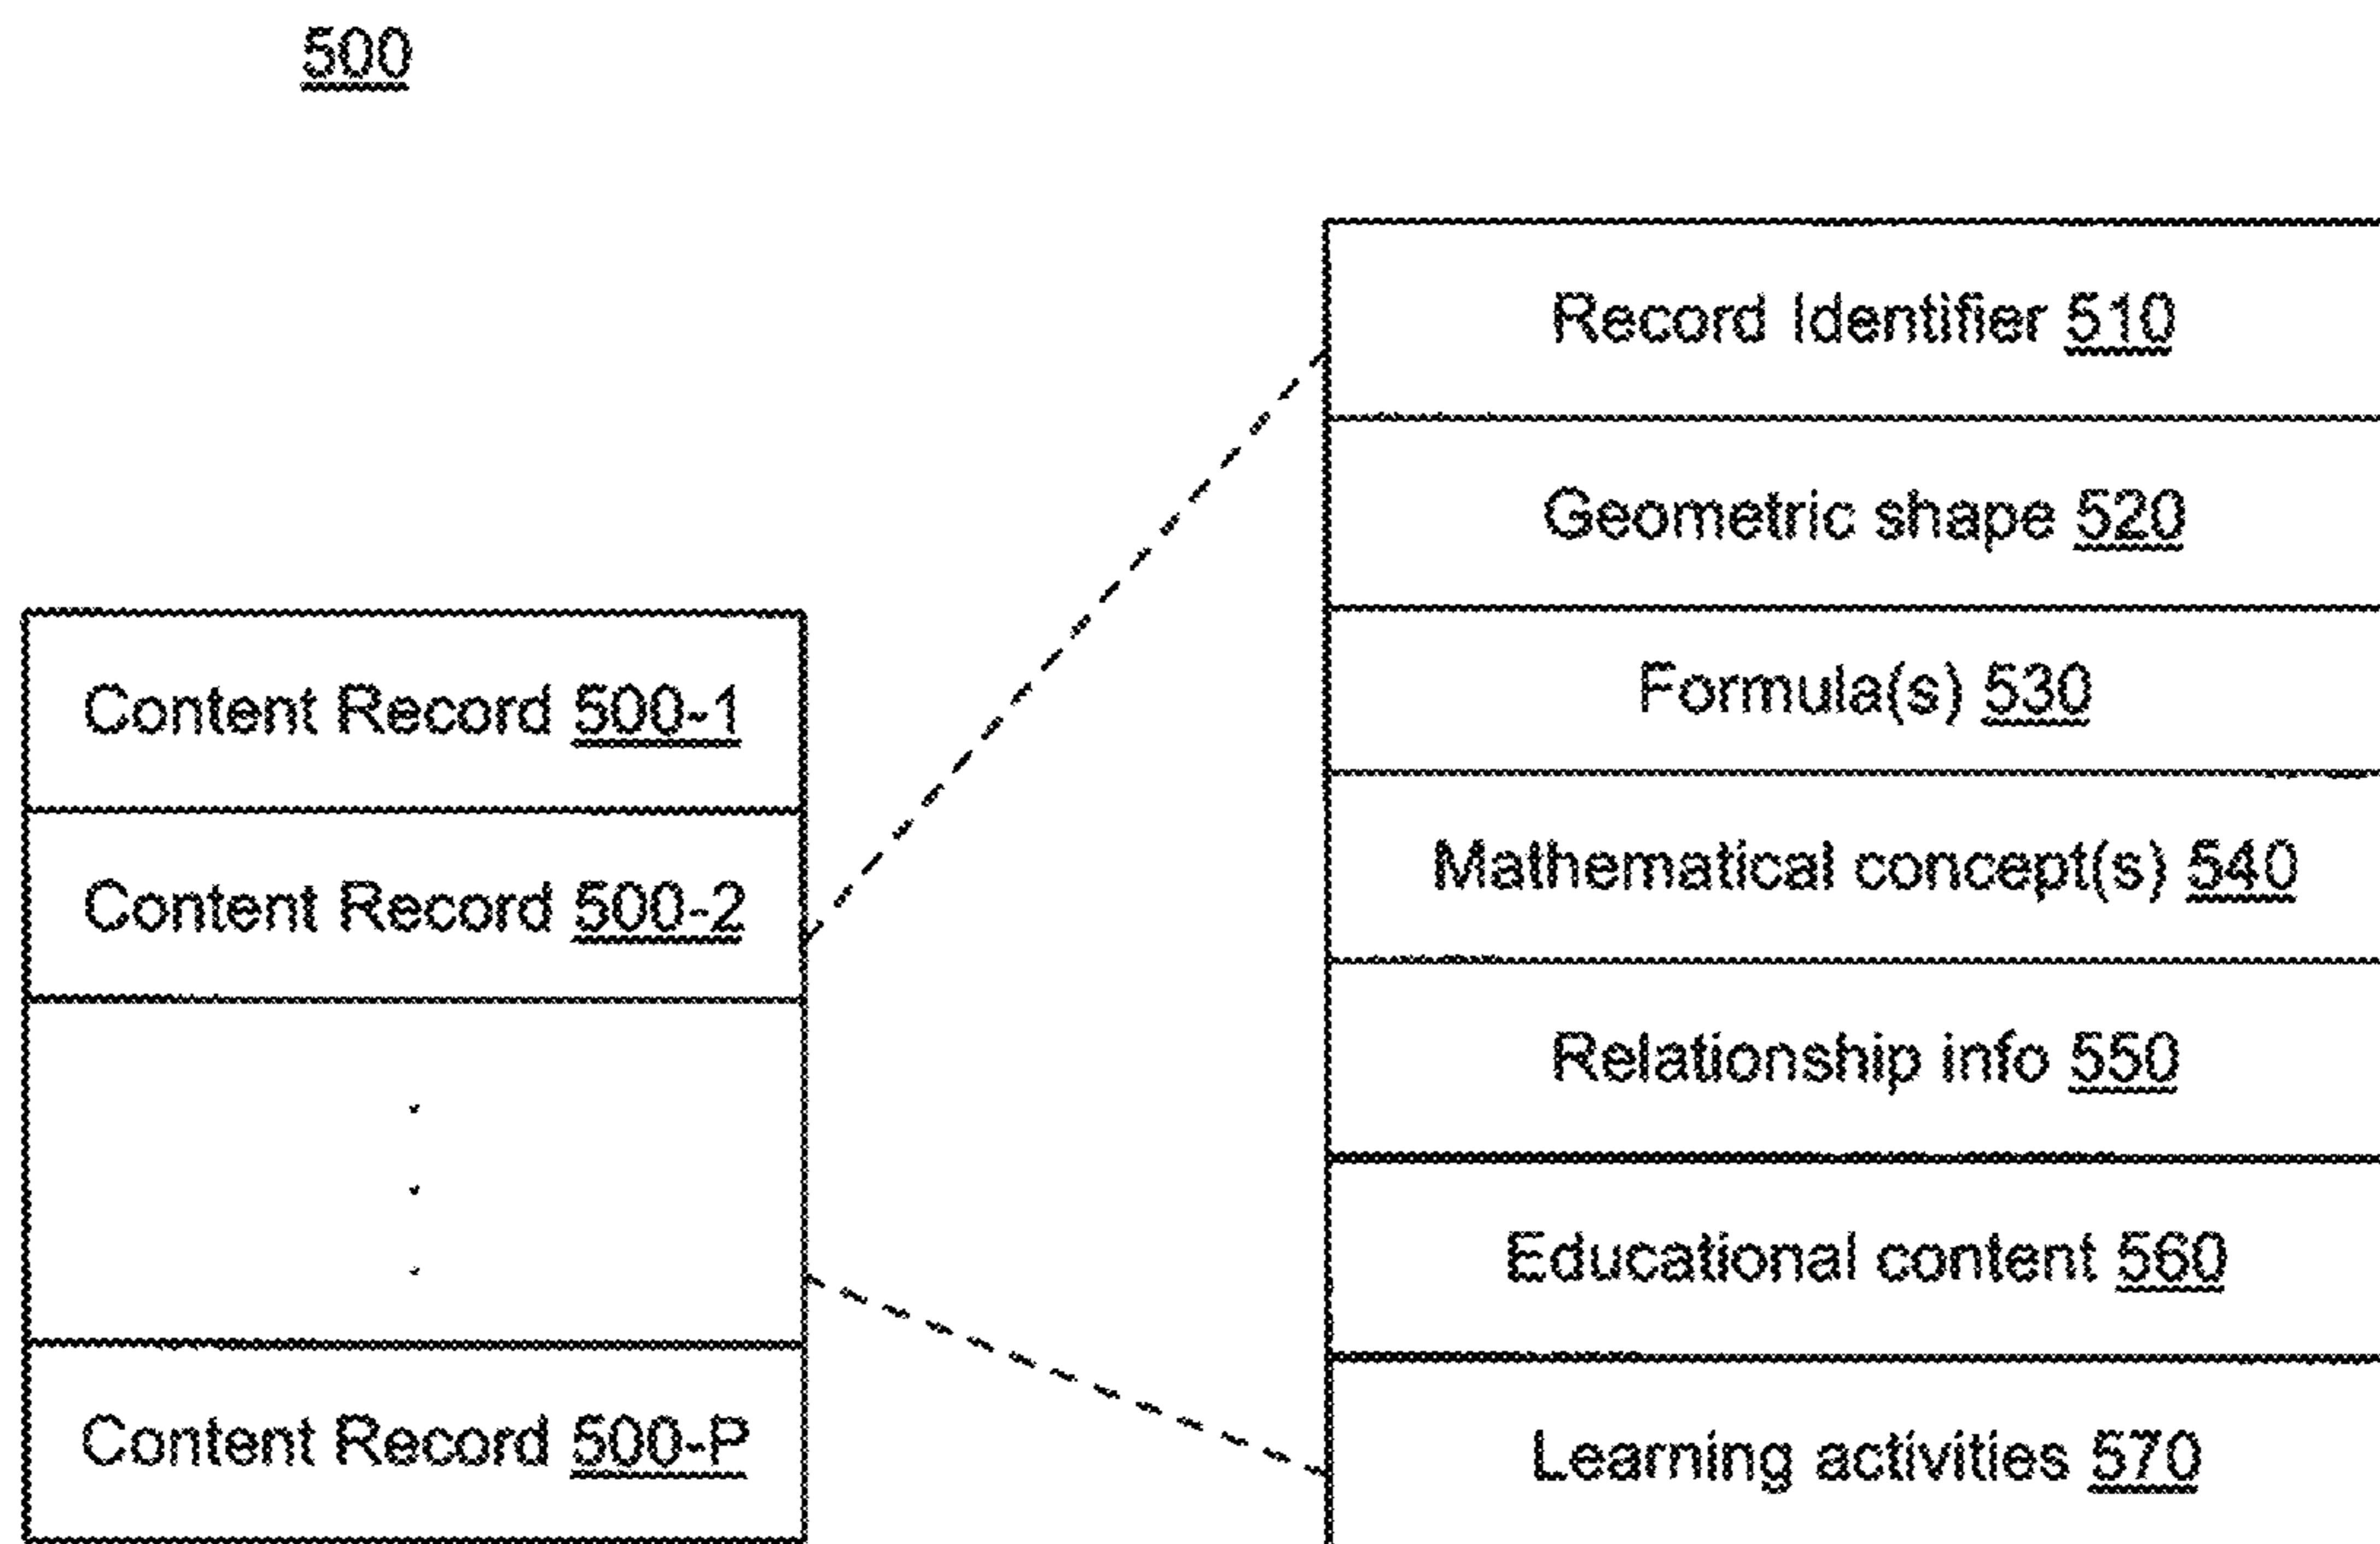 500
Content Record 500-1
Content Record 500-2
Content Record 500-P
Record Identifier 510
Geometric shape 520
Formula(s) 530
Mathematical concept(s) 540
Relationship info 550
Educational content 560
Learning activities 570